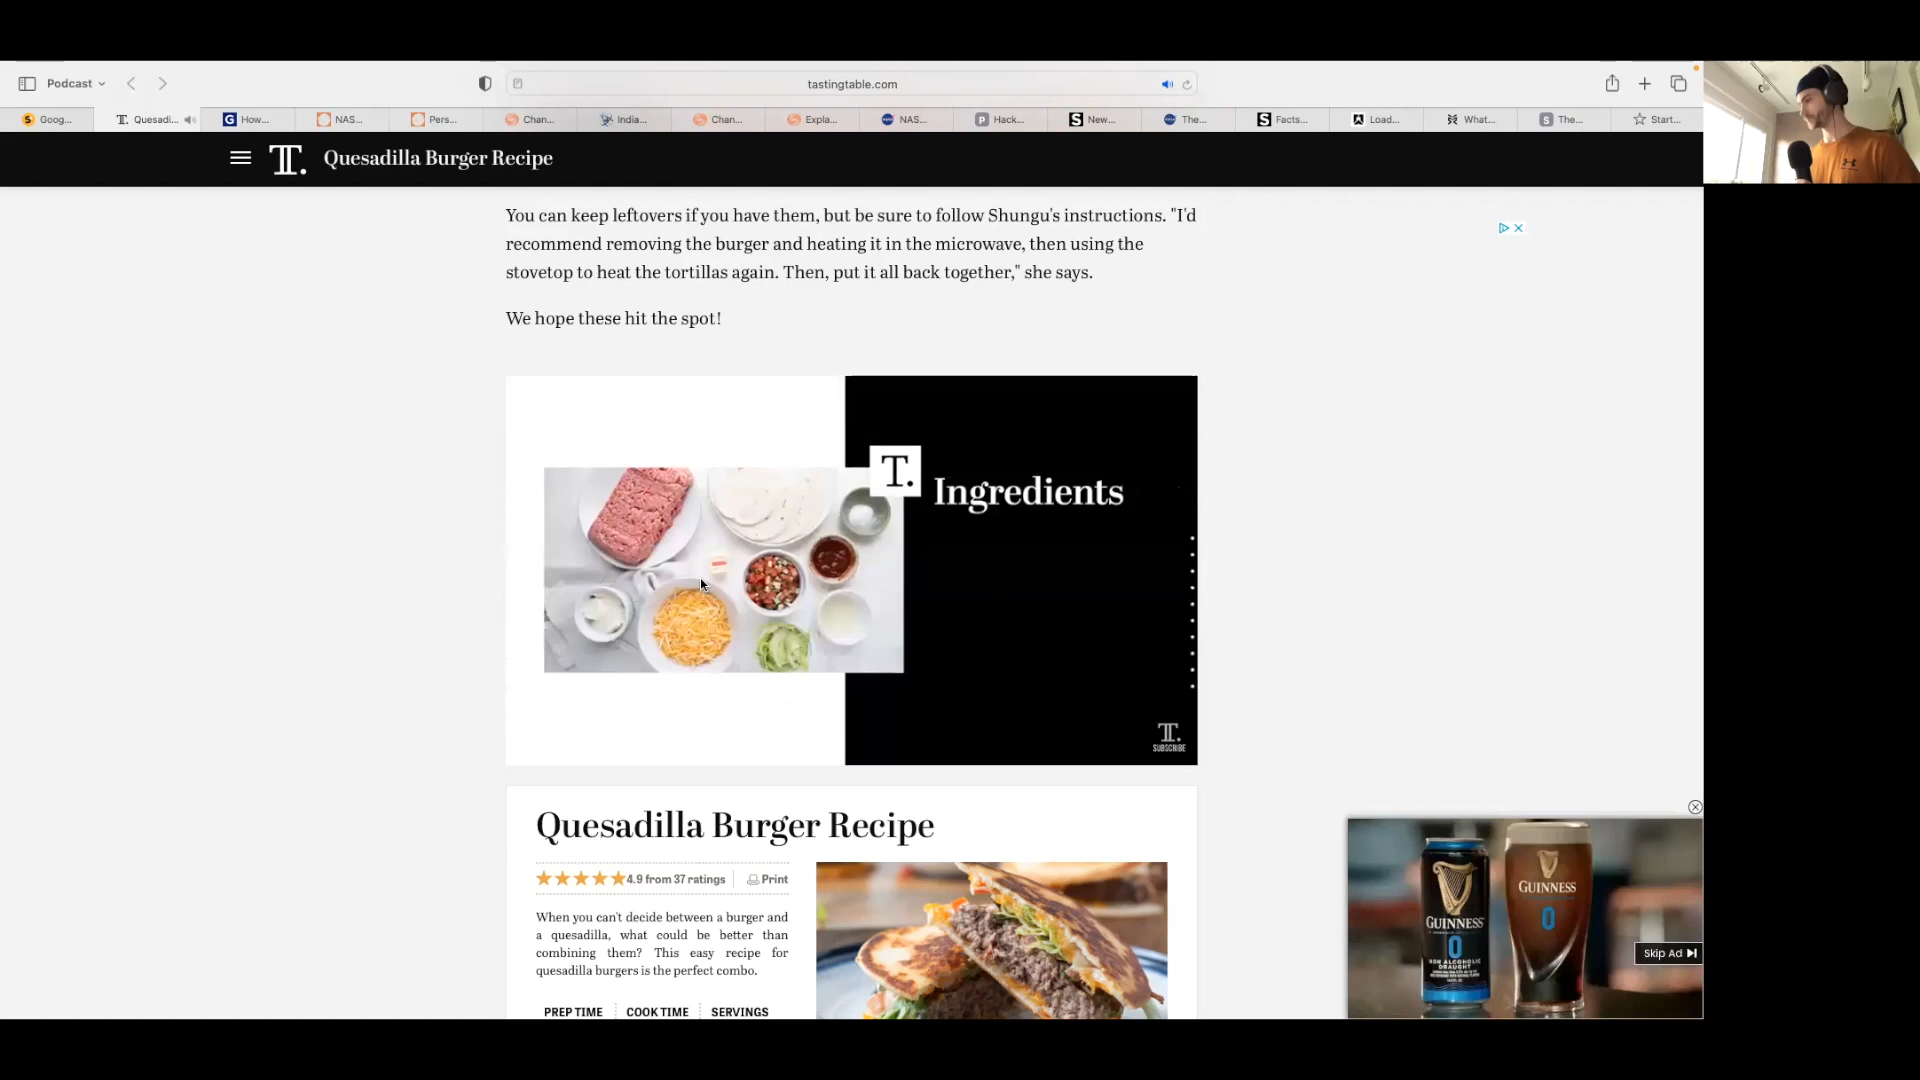 Podcast
tastingtable.com
Goog...
Quesadi...
How...
NAS...
Pers...
Chan...
India...
Chan...
Expla...
NAS...
Hack...
New...
The...
Facts...
Load...
What...
The...
Start...
T. Quesadilla Burger Recipe
You can keep leftovers if you have them, but be sure to follow Shungu's instructions. "I'd
recommend removing the burger and heating it in the microwave, then using the
stovetop to heat the tortillas again. Then, put it all back together," she says.
We hope these hit the spot!
T. Ingredients
T.
SUBSCRIBE
Quesadilla Burger Recipe
4.9 from 37 ratings
Print
When you can't decide between a burger and
a quesadilla, what could be better than
combining them? This easy recipe for
quesadilla burgers is the perfect combo.
PREP TIME
COOK TIME
SERVINGS
GUINNESS
0
NON ALCOHOLIC
DRAUGHT
GUINNESS
0
Skip Ad